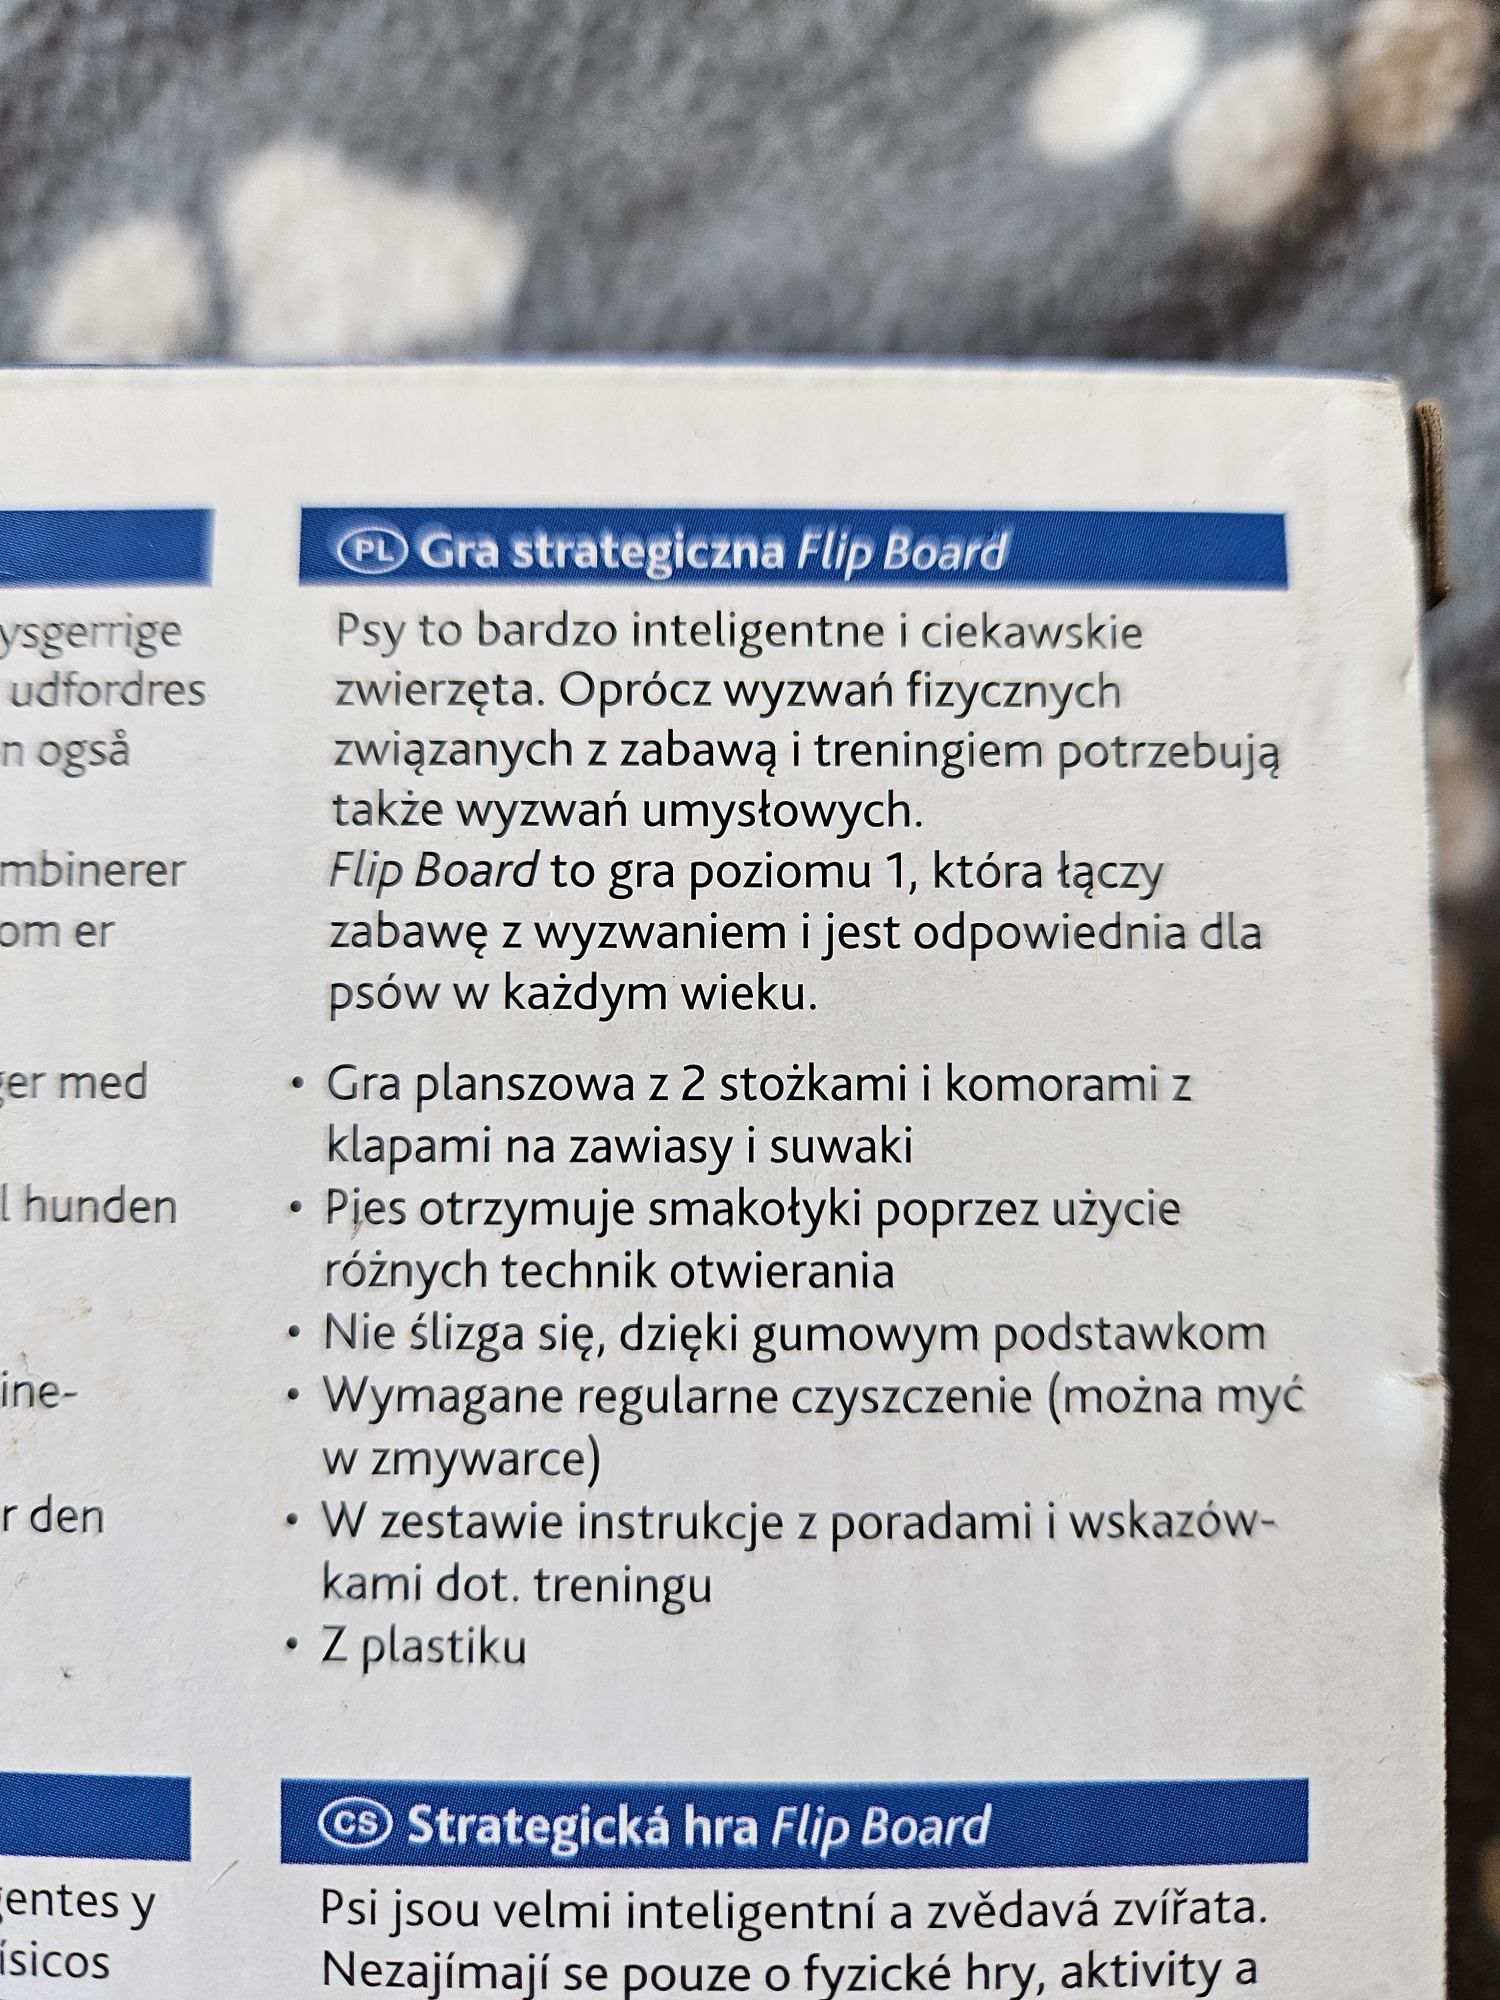 PL Gra strategiczna Flip Board
Psy to bardzo inteligentne i ciekawskie
zwierzęta. Oprócz wyzwań fizycznych
związanych z zabawą i treningiem potrzebują
także wyzwań umysłowych.
Flip Board to gra poziomu 1, która łączy
zabawę z wyzwaniem i jest odpowiednia dla
psów w każdym wieku.
• Gra planszowa z 2 stożkami i komorami z
klapami na zawiasy i suwaki
• Pies otrzymuje smakołyki poprzez użycie
różnych technik otwierania
• Nie ślizga się, dzięki gumowym podstawkom
• Wymagane regularne czyszczenie (można myć
w zmywarce)
• W zestawie instrukcje z poradami i wskazów-
kami dot. treningu
• Z plastiku
CS Strategická hra Flip Board
Psi jsou velmi inteligentní a zvědavá zvířata.
Nezajímají se pouze o fyzické hry, aktivity a
ysgerrige
udfordres
n også
mbinerer
om er
ger med
l hunden
ine-
r den
gentes y
ísicos